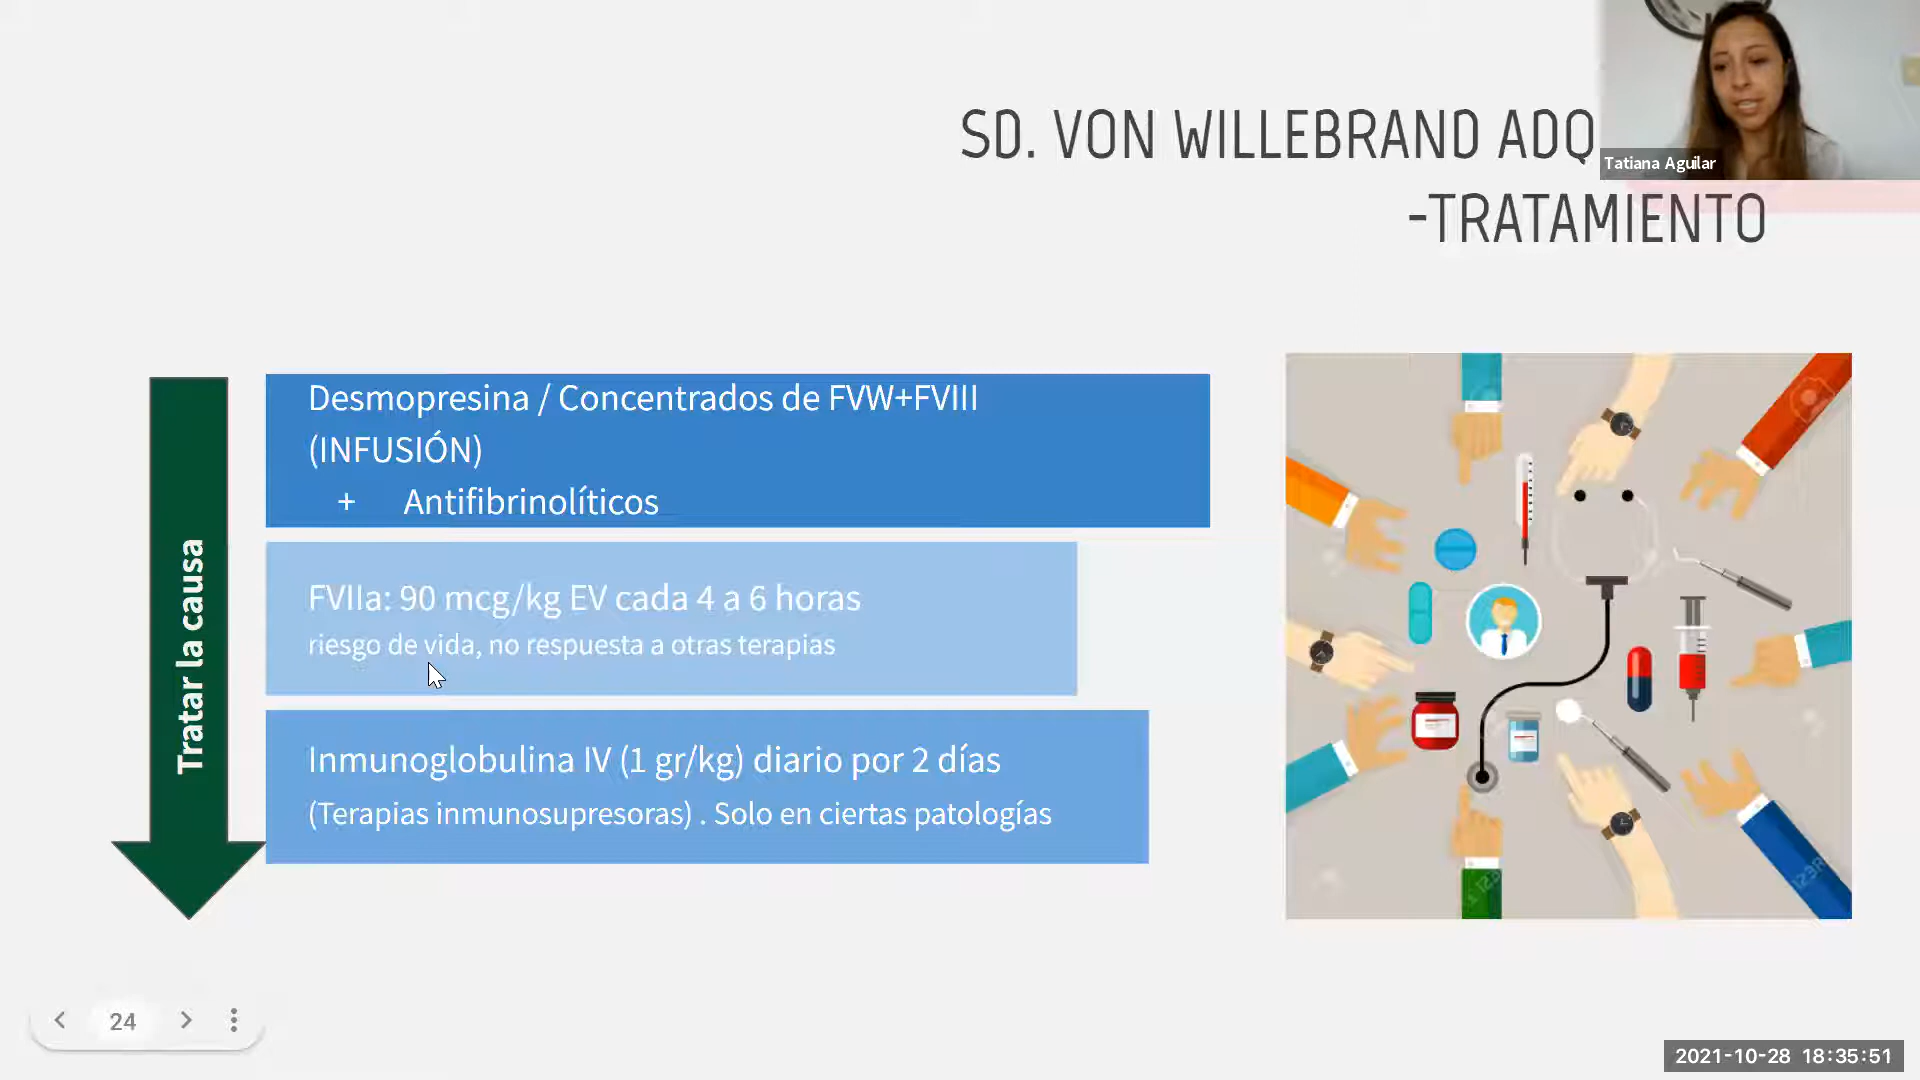 SD. VON WILLEBRAND ADQ
-TRATAMIENTO
Tatiana Aguilar
Tratar la causa
Desmopresina / Concentrados de FVW+FVIII
(INFUSIÓN)
+ Antifibrinolíticos
FVIIa: 90 mcg/kg EV cada 4 a 6 horas
riesgo de vida, no respuesta a otras terapias
Inmunoglobulina IV (1 gr/kg) diario por 2 días
(Terapias inmunosupresoras) . Solo en ciertas patologías
24
2021-10-28 18:35:51